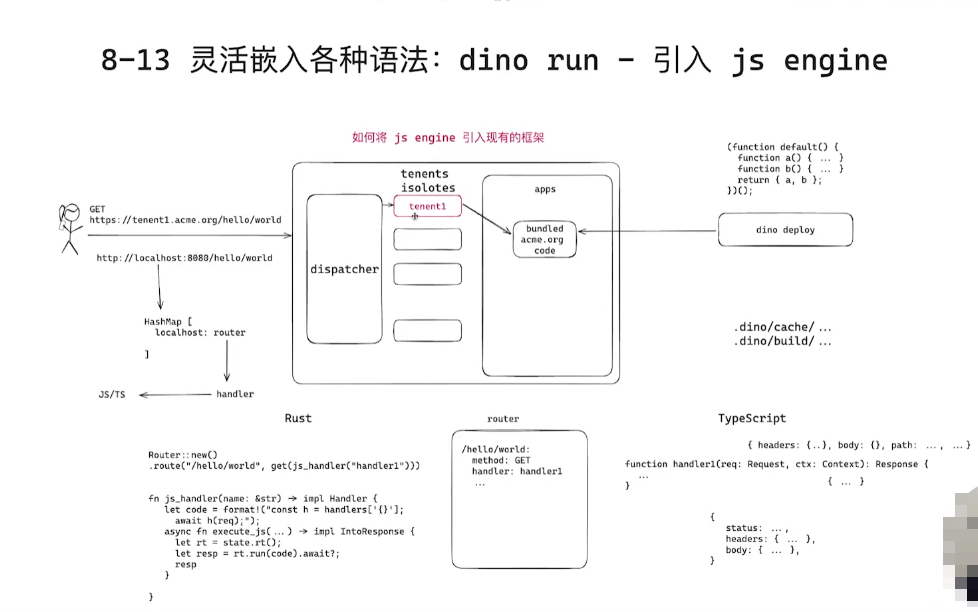 8-13 灵活嵌入各种语法: dino run - 引入 js engine
如何将 js engine 引入现有的框架
GET
https://tenent1.acme.org/hello/world
http://localhost:8080/hello/world
HashMap [
localhost: router
]
JS/TS
handler
dispatcher
tenents
isolotes
tenent1
apps
bundled
acme.org
code
(function default() {
function a() { ... }
function b() { ... }
return { a, b };
})();
dino deploy
.dino/cache/ ...
.dino/build/ ...
Rust
Router::new()
.route("/hello/world", get(js_handler("handler1")))
fn js_handler(name: &str) -> impl Handler {
let code = format!("const h = handlers['{}'];
await h(req);");
async fn execute_js( ... ) -> impl IntoResponse {
let rt = state.rt();
let resp = rt.run(code).await?;
resp
}
}
router
/hello/world:
method: GET
handler: handler1
...
TypeScript
{ headers: {..}, body: {}, path: ... , ... }
function handler1(req: Request, ctx: Context): Response {
...
}
{ ... }
{
status: ... ,
headers: { ... },
body: { ... },
}